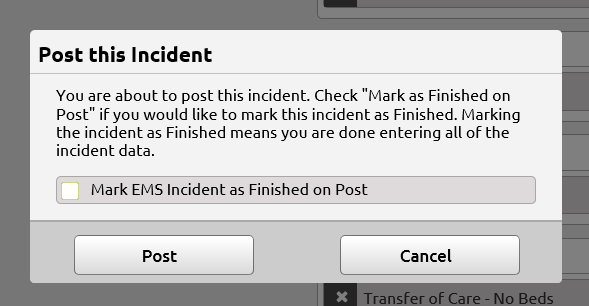 Post this Incident
You are about to post this incident. Check "Mark as Finished on
Post" if you would like to mark this incident as Finished. Marking
the incident as Finished means you are done entering all of the
incident data.
Mark EMS Incident as Finished on Post
Post Cancel
Transfer of Care - No Beds